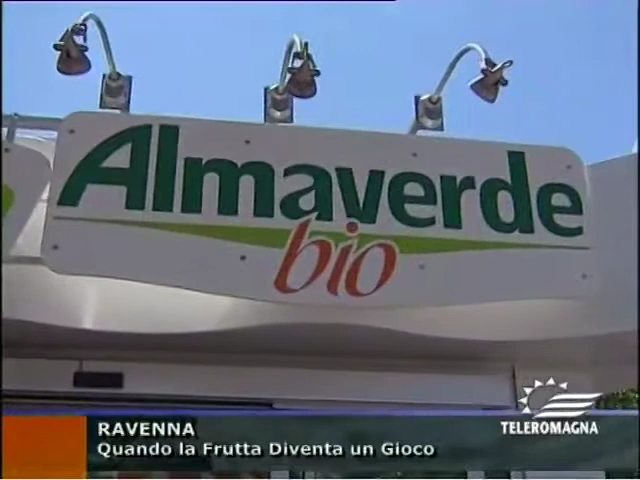 Almaverde
bio
RAVENNA
Quando la Frutta Diventa un Gioco
TELEROMAGNA